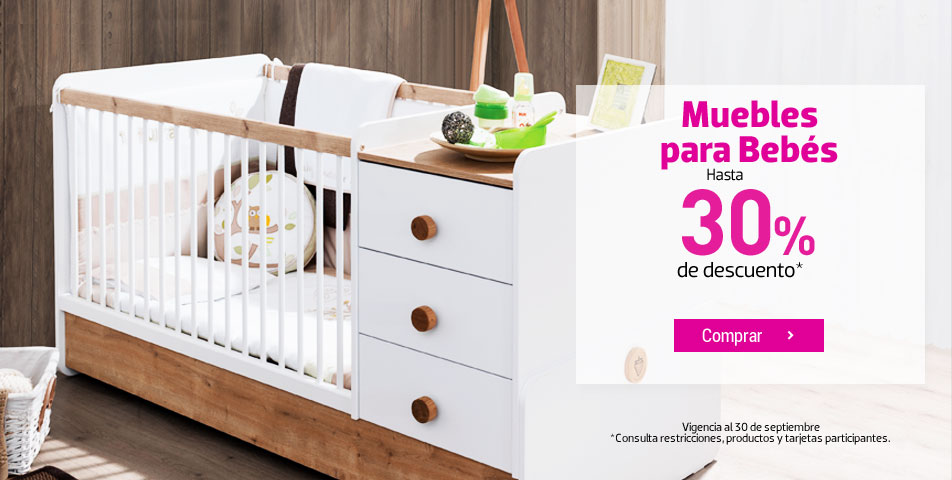 Muebles
para Bebés
Hasta
30%
de descuento*
Comprar >
Vigencia al 30 de septiembre
*Consulta restricciones, productos y tarjetas participantes.